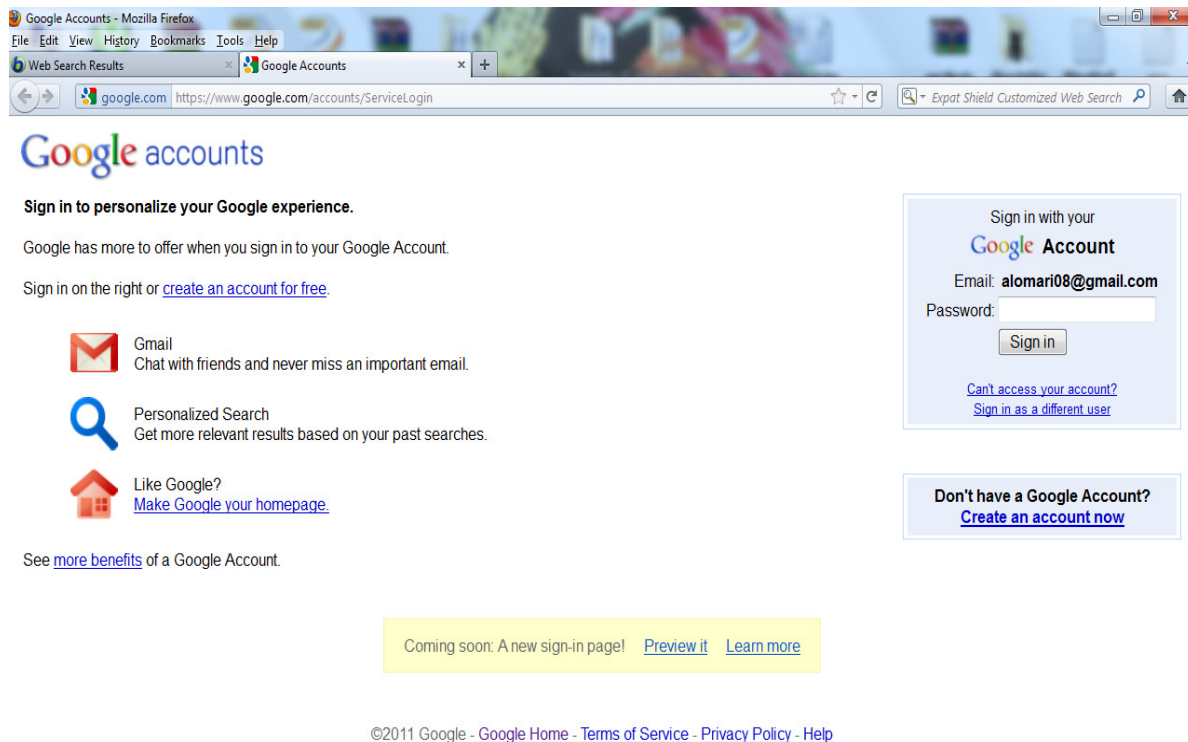 Google Accounts - Mozilla Firefox
File Edit View History Bookmarks Tools Help
Web Search Results
Google Accounts
google.com https://www.google.com/accounts/ServiceLogin
Expat Shield Customized Web Search
Google accounts
Sign in to personalize your Google experience.
Google has more to offer when you sign in to your Google Account.
Sign in on the right or create an account for free.
Gmail
Chat with friends and never miss an important email.
Personalized Search
Get more relevant results based on your past searches.
Like Google?
Make Google your homepage.
See more benefits of a Google Account.
Sign in with your
Google Account
Email: alomari08@gmail.com
Password:
Sign in
Can't access your account?
Sign in as a different user
Don't have a Google Account?
Create an account now
Coming soon: A new sign-in page! Preview it Learn more
©2011 Google - Google Home - Terms of Service - Privacy Policy - Help